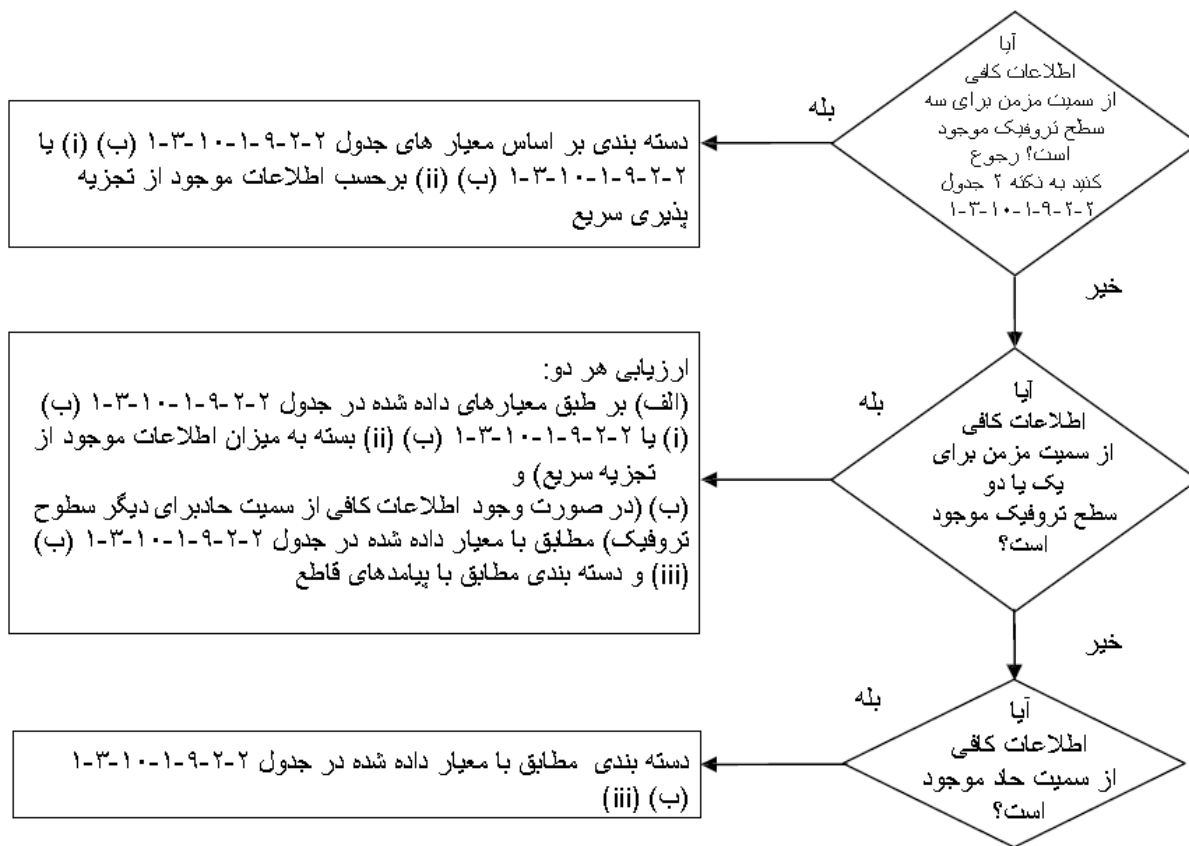 آیا
اطلاعات کافی
از سمیت مزمن برای سه
سطح تروفیک موجود
است؟ رجوع
کنید به نکته ۲ جدول
۲-۲-۹-۱-۱۰-۳-۱
بله
دسته بندی بر اساس معیار های جدول ۲-۲-۹-۱-۱۰-۳-۱ (ب) (i) یا
۲-۲-۹-۱-۱۰-۳-۱ (ب) (ii) برحسب اطلاعات موجود از تجزیه
پذیری سریع
خیر
آیا
اطلاعات کافی
از سمیت مزمن برای
یک یا دو
سطح تروفیک موجود
است؟
بله
ارزیابی هر دو:
(الف) بر طبق معیارهای داده شده در جدول ۲-۲-۹-۱-۱۰-۳-۱ (ب)
(i) یا ۲-۲-۹-۱-۱۰-۳-۱ (ب) (ii) بسته به میزان اطلاعات موجود از
تجزیه سریع) و
(ب) (در صورت وجود اطلاعات کافی از سمیت حادبرای دیگر سطوح
تروفیک) مطابق با معیار داده شده در جدول ۲-۲-۹-۱-۱۰-۳-۱ (ب)
(iii) و دسته بندی مطابق با پیامدهای قاطع
خیر
آیا
اطلاعات کافی
از سمیت حاد موجود
است؟
بله
دسته بندی مطابق با معیار داده شده در جدول ۲-۲-۹-۱-۱۰-۳-۱
(ب) (iii)